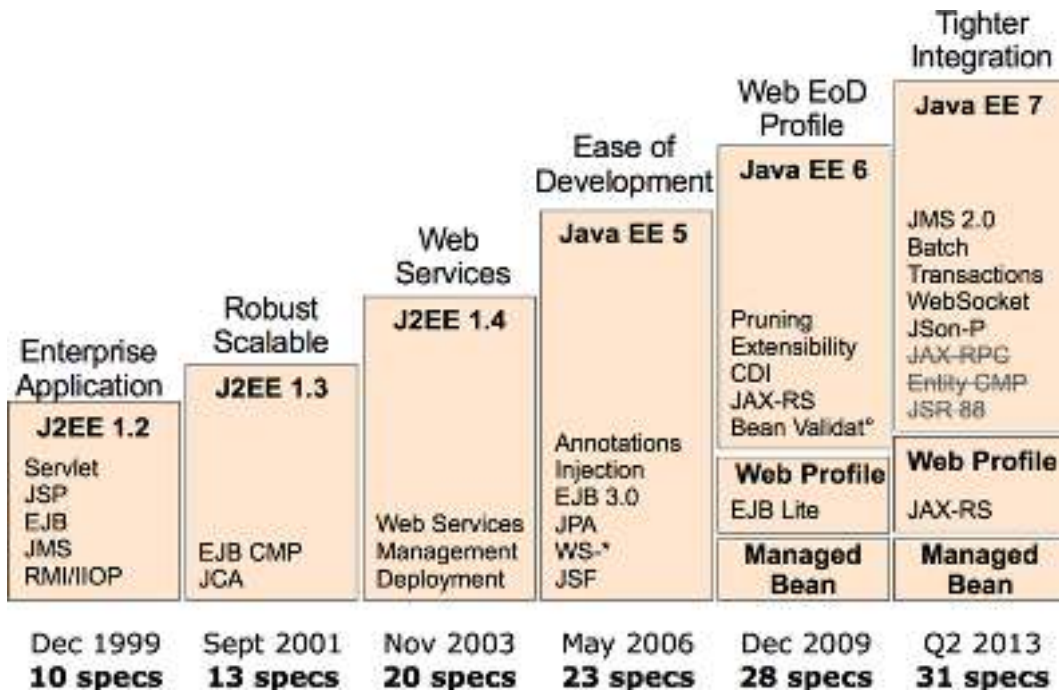 Enterprise
Application
J2EE 1.2
Servlet
JSP
EJB
JMS
RMI/IIOP
Dec 1999
10 specs
Robust
Scalable
J2EE 1.3
EJB CMP
JCA
Sept 2001
13 specs
Web
Services
J2EE 1.4
Web Services
Management
Deployment
Nov 2003
20 specs
Ease of
Development
Java EE 5
Annotations
Injection
EJB 3.0
JPA
WS-*
JSF
May 2006
23 specs
Web EoD
Profile
Java EE 6
Pruning
Extensibility
CDI
JAX-RS
Bean Validat°
Web Profile
EJB Lite
Managed
Bean
Dec 2009
28 specs
Tighter
Integration
Java EE 7
JMS 2.0
Batch
Transactions
WebSocket
JSon-P
JAX-RPC
Entity CMP
JSR 88
Web Profile
JAX-RS
Managed
Bean
Q2 2013
31 specs